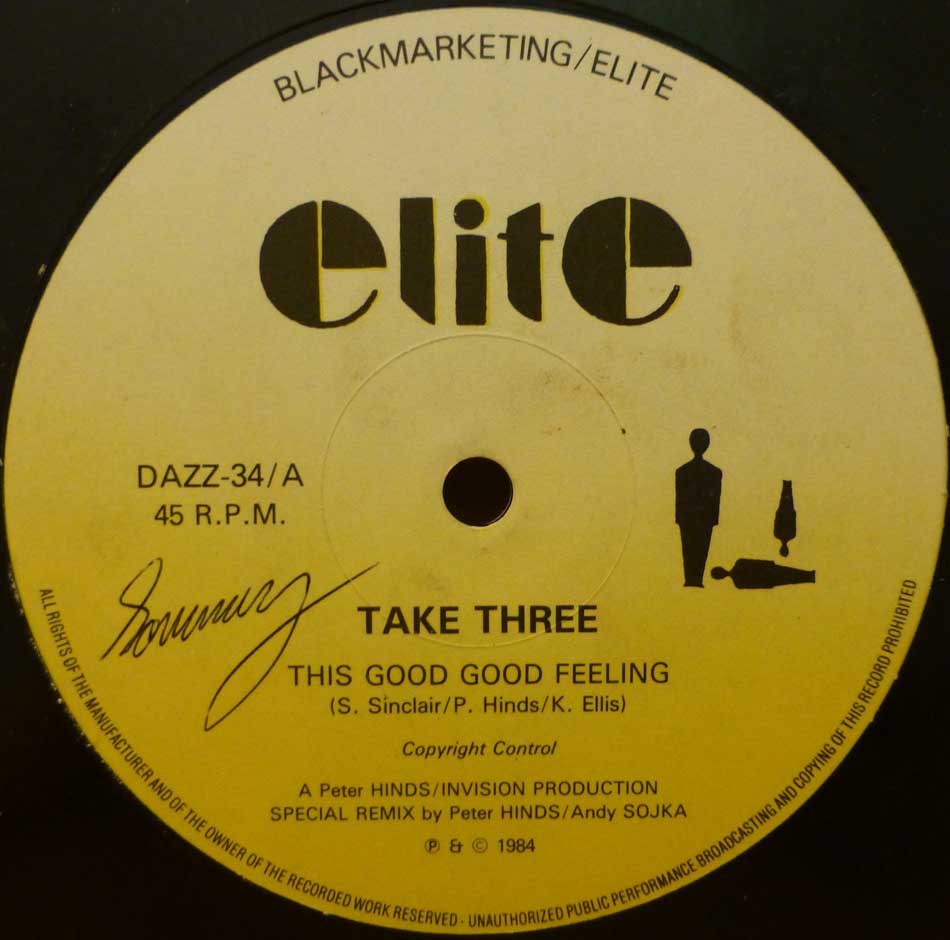 BLACKMARKETING/ELITE
elite
DAZZ-34/A
45 R.P.M.
TAKE THREE
THIS GOOD GOOD FEELING
(S. Sinclair/P. Hinds/K. Ellis)
Copyright Control
A Peter HINDS/INVISION PRODUCTION
SPECIAL REMIX by Peter HINDS/Andy SOJKA
℗ & © 1984
ALL RIGHTS OF THE MANUFACTURER AND OF THE OWNER OF THE RECORDED WORK RESERVED - UNAUTHORIZED PUBLIC PERFORMANCE BROADCASTING AND COPYING OF THIS RECORD PROHIBITED